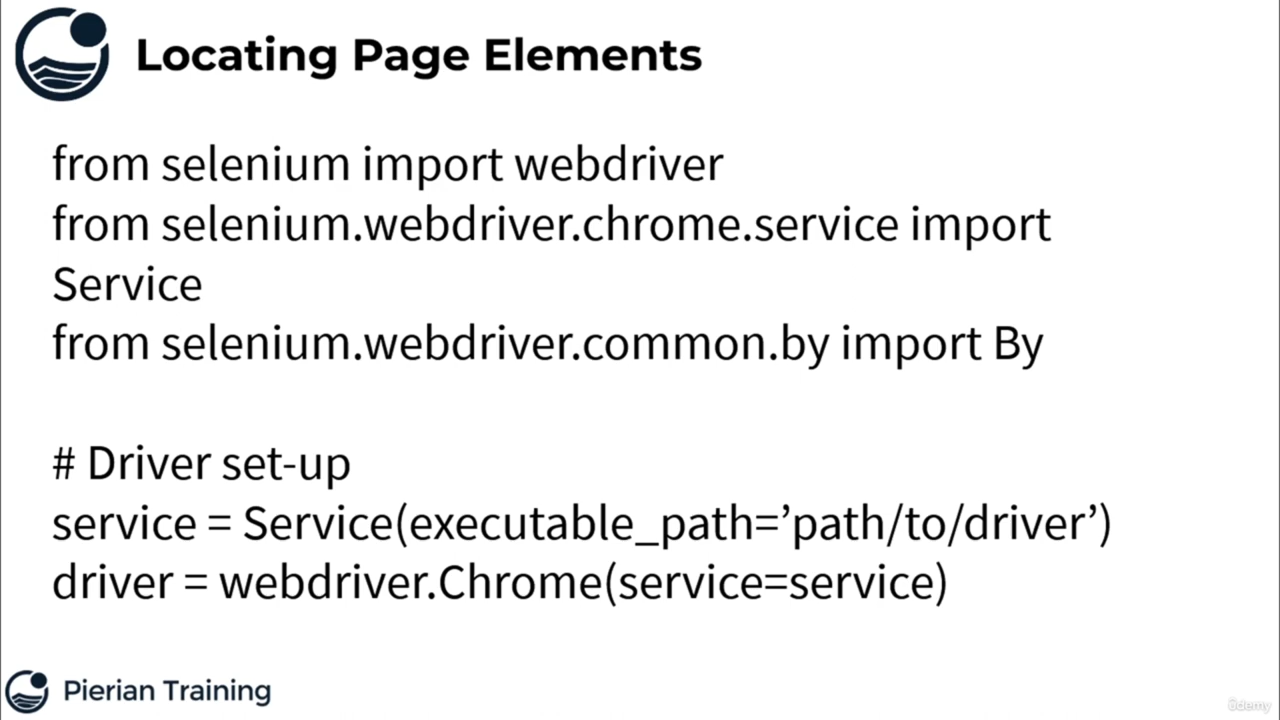 Locating Page Elements
from selenium import webdriver
from selenium.webdriver.chrome.service import
Service
from selenium.webdriver.common.by import By
# Driver set-up
service = Service(executable_path=’path/to/driver’)
driver = webdriver.Chrome(service=service)
Pierian Training
ûdemy